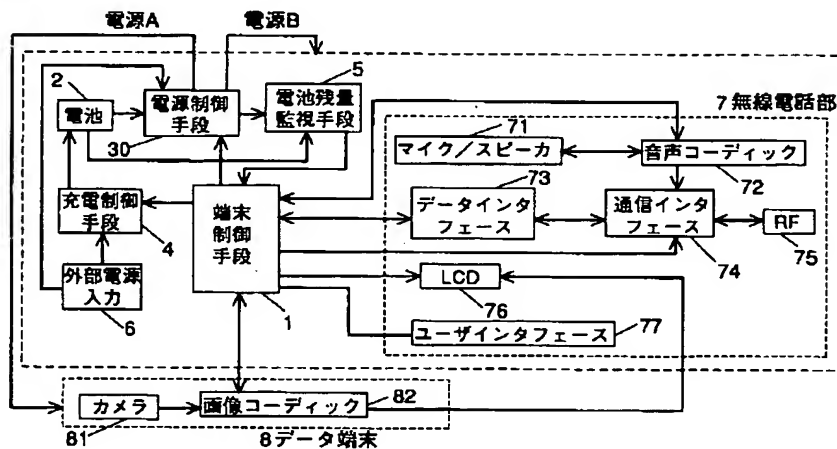 電源A
電源B
2
電池
電源制御
手段
30
5
電池残量
監視手段
7無線電話部
71
マイク/スピーカ
音声コーディック
72
73
データインタ
フェース
通信インタ
フェース
74
RF
75
充電制御
手段
4
端末
制御
手段
1
外部電源
入力
6
LCD
76
ユーザインタフェース
77
カメラ
81
画像コーディック
82
8データ端末